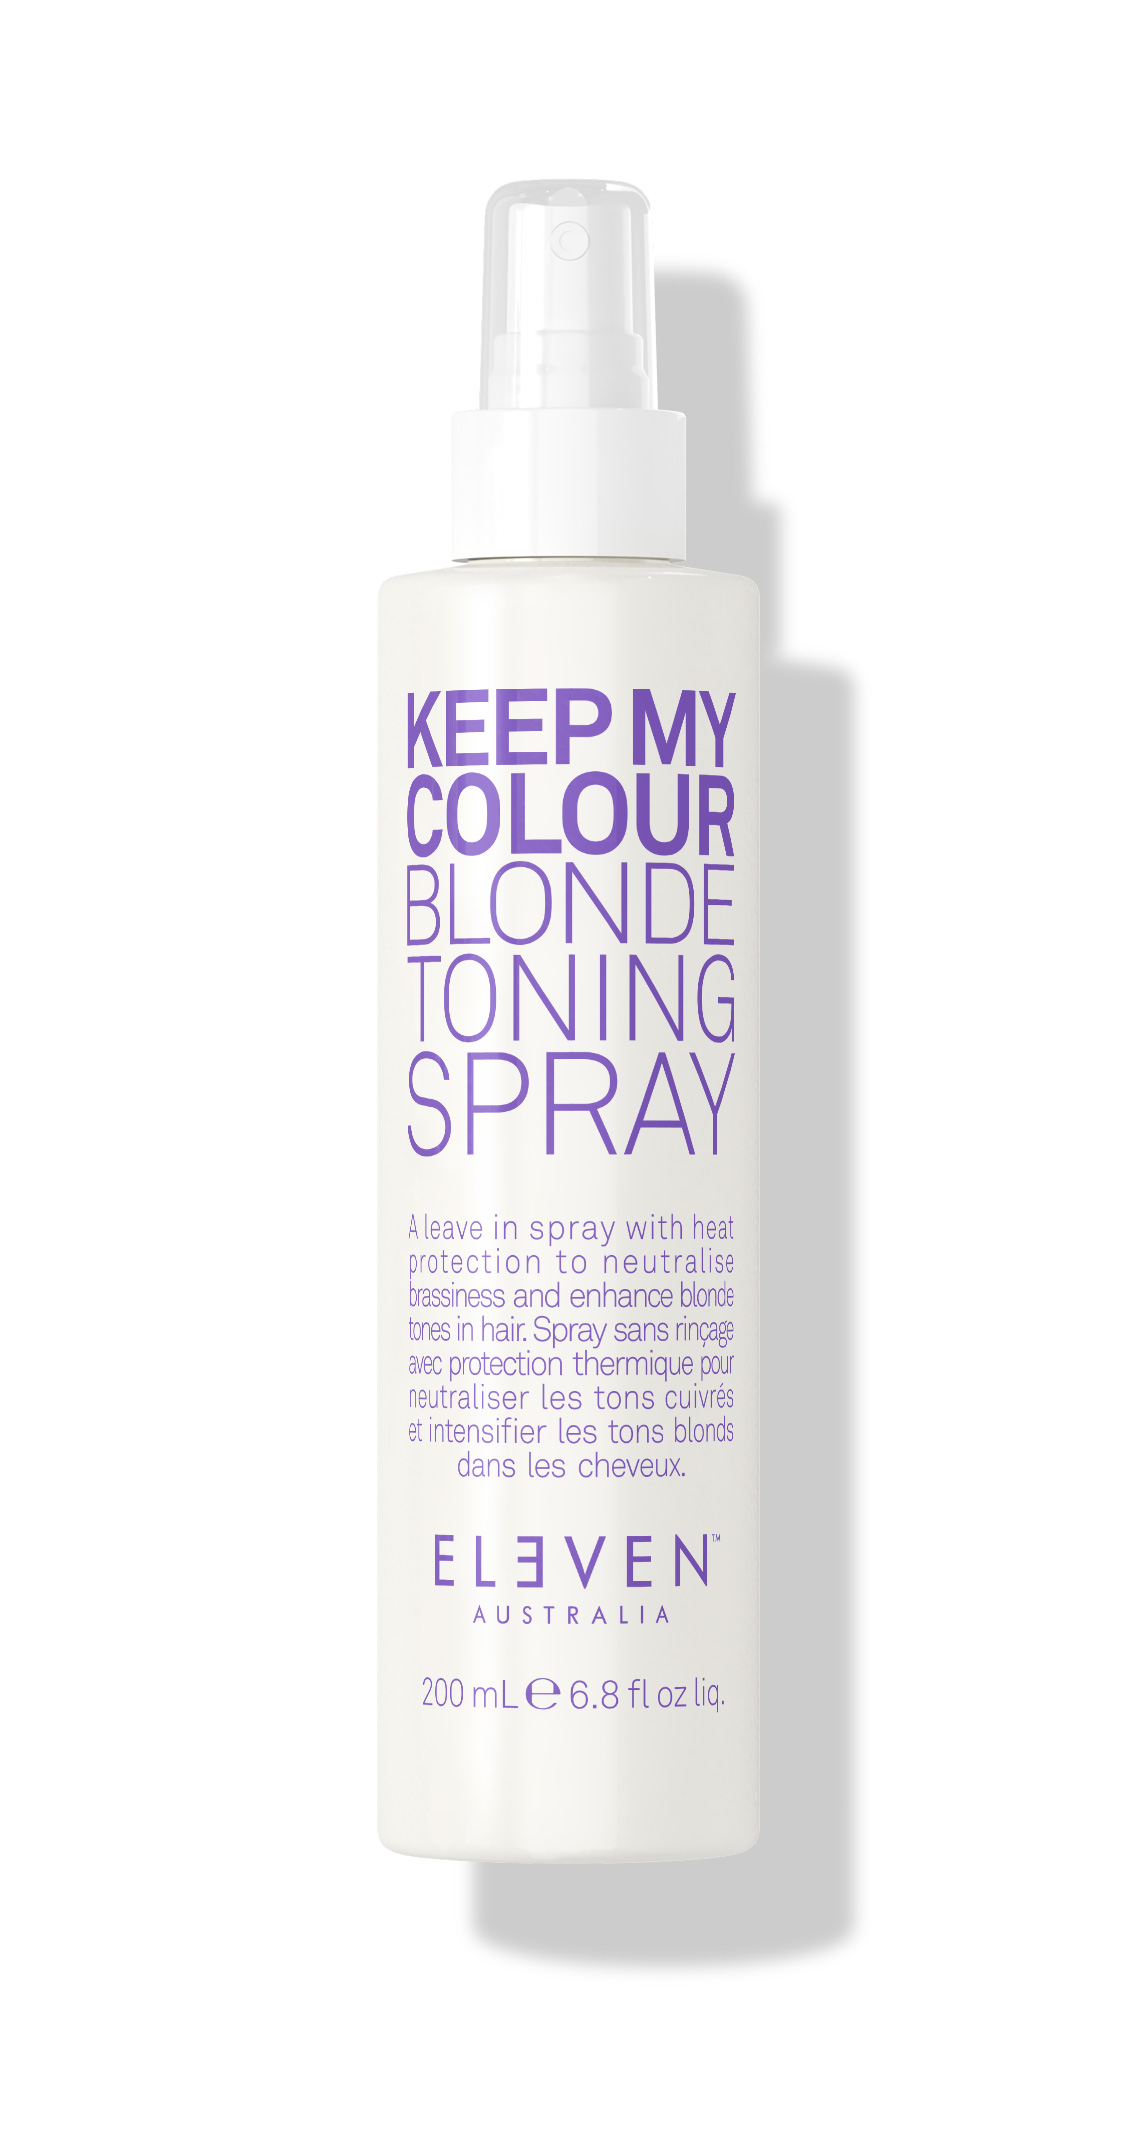 KEEP MY
COLOUR
BLONDE
TONING
SPRAY
A leave in spray with heat
protection to neutralise
brassiness and enhance blonde
tones in hair. Spray sans rinçage
avec protection thermique pour
neutraliser les tons cuivrés
et intensifier les tons blonds
dans les cheveux.
ELEVEN™
AUSTRALIA
200 mL ℮ 6.8 fl oz liq.